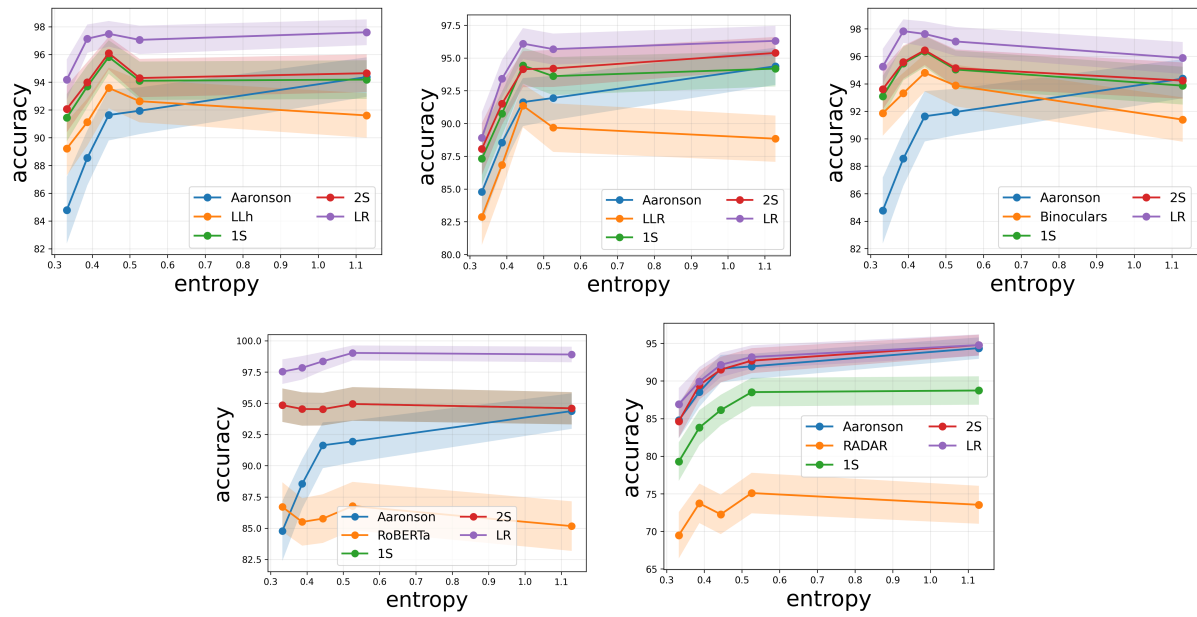 98
96
94
92
90
88
86
84
82
0.3 0.4 0.5 0.6 0.7 0.8 0.9 1.0 1.1
accuracy
entropy
Aaronson 2S
LLh LR
1S
97.5
95.0
92.5
90.0
87.5
85.0
82.5
80.0
0.3 0.4 0.5 0.6 0.7 0.8 0.9 1.0 1.1
accuracy
entropy
Aaronson 2S
LLR LR
1S
98
96
94
92
90
88
86
84
82
0.3 0.4 0.5 0.6 0.7 0.8 0.9 1.0 1.1
accuracy
entropy
Aaronson 2S
Binoculars LR
1S
100.0
97.5
95.0
92.5
90.0
87.5
85.0
82.5
0.3 0.4 0.5 0.6 0.7 0.8 0.9 1.0 1.1
accuracy
entropy
Aaronson 2S
RoBERTa LR
1S
95
90
85
80
75
70
65
0.3 0.4 0.5 0.6 0.7 0.8 0.9 1.0 1.1
accuracy
entropy
Aaronson 2S
RADAR LR
1S